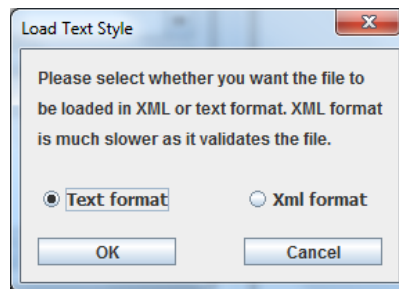 Load Text Style
Please select whether you want the file to
be loaded in XML or text format. XML format
is much slower as it validates the file.
Text format Xml format
OK Cancel